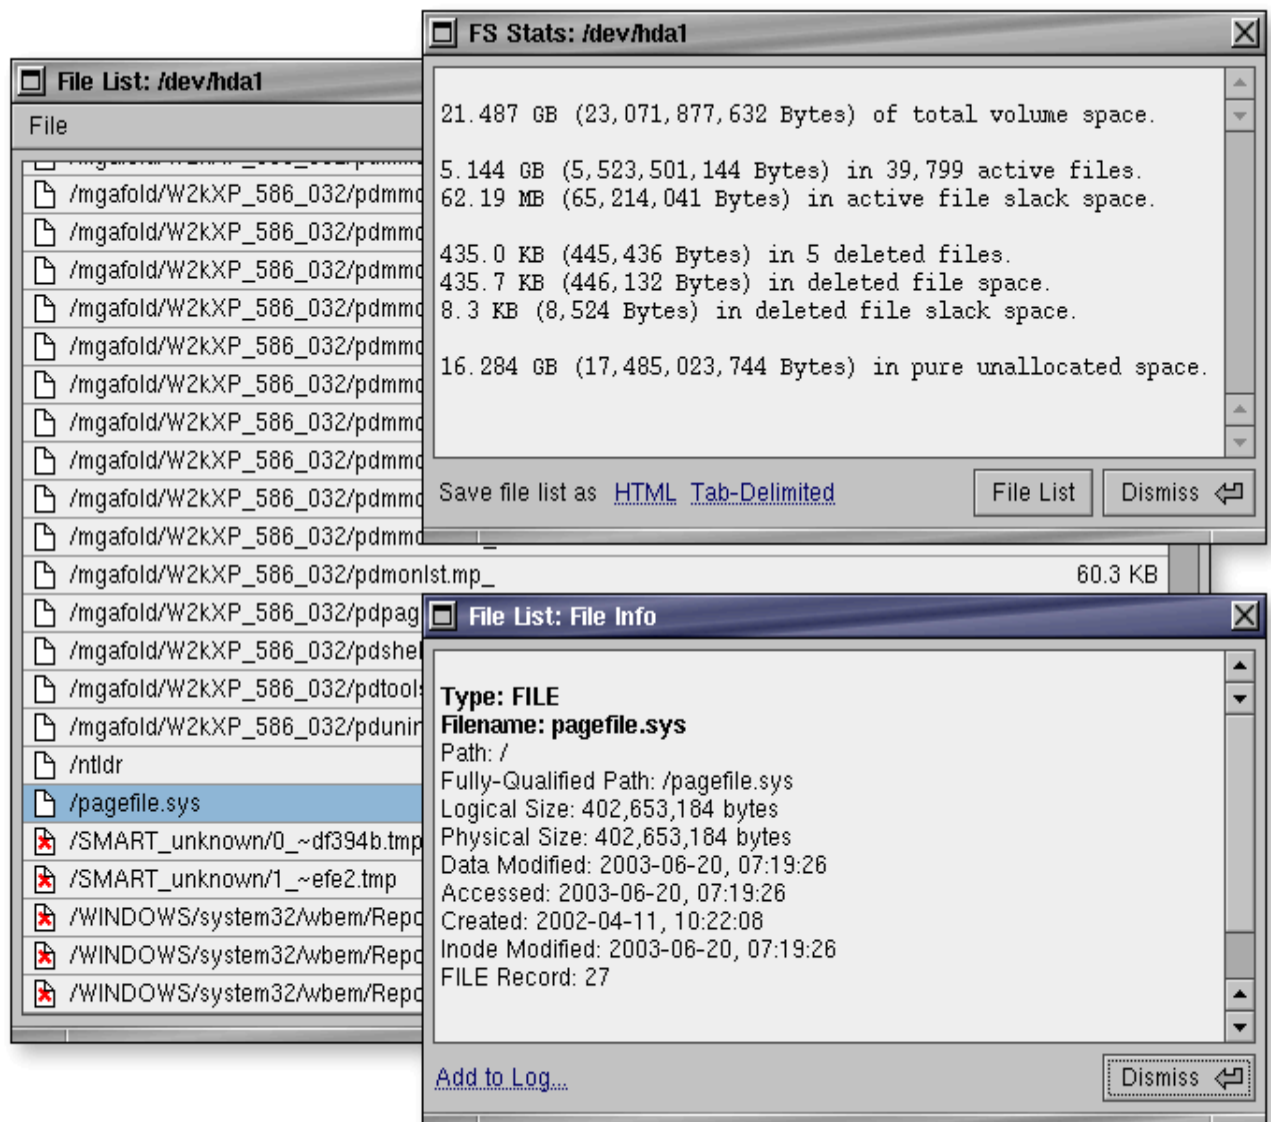 FS Stats: /dev/hda1
21.487 GB (23,071,877,632 Bytes) of total volume space.
5.144 GB (5,523,501,144 Bytes) in 39,799 active files.
62.19 MB (65,214,041 Bytes) in active file slack space.
435.0 KB (445,436 Bytes) in 5 deleted files.
435.7 KB (446,132 Bytes) in deleted file space.
8.3 KB (8,524 Bytes) in deleted file slack space.
16.284 GB (17,485,023,744 Bytes) in pure unallocated space.
Save file list as HTML Tab-Delimited
File List
Dismiss
File List: /dev/hda1
File
/mgafold/W2kXP_586_032/pdmmo
/mgafold/W2kXP_586_032/pdmmo
/mgafold/W2kXP_586_032/pdmmo
/mgafold/W2kXP_586_032/pdmmo
/mgafold/W2kXP_586_032/pdmmo
/mgafold/W2kXP_586_032/pdmmo
/mgafold/W2kXP_586_032/pdmmo
/mgafold/W2kXP_586_032/pdmmo
/mgafold/W2kXP_586_032/pdmmo
/mgafold/W2kXP_586_032/pdmmo
/mgafold/W2kXP_586_032/pdmonlst.mp_ 60.3 KB
/mgafold/W2kXP_586_032/pdpag
/mgafold/W2kXP_586_032/pdshel
/mgafold/W2kXP_586_032/pdtools
/mgafold/W2kXP_586_032/pdunin
/ntldr
/pagefile.sys
/SMART_unknown/0_~df394b.tmp
/SMART_unknown/1_~efe2.tmp
/WINDOWS/system32/wbem/Repo
/WINDOWS/system32/wbem/Repo
/WINDOWS/system32/wbem/Repo
File List: File Info
Type: FILE
Filename: pagefile.sys
Path: /
Fully-Qualified Path: /pagefile.sys
Logical Size: 402,653,184 bytes
Physical Size: 402,653,184 bytes
Data Modified: 2003-06-20, 07:19:26
Accessed: 2003-06-20, 07:19:26
Created: 2002-04-11, 10:22:08
Inode Modified: 2003-06-20, 07:19:26
FILE Record: 27
Add to Log...
Dismiss